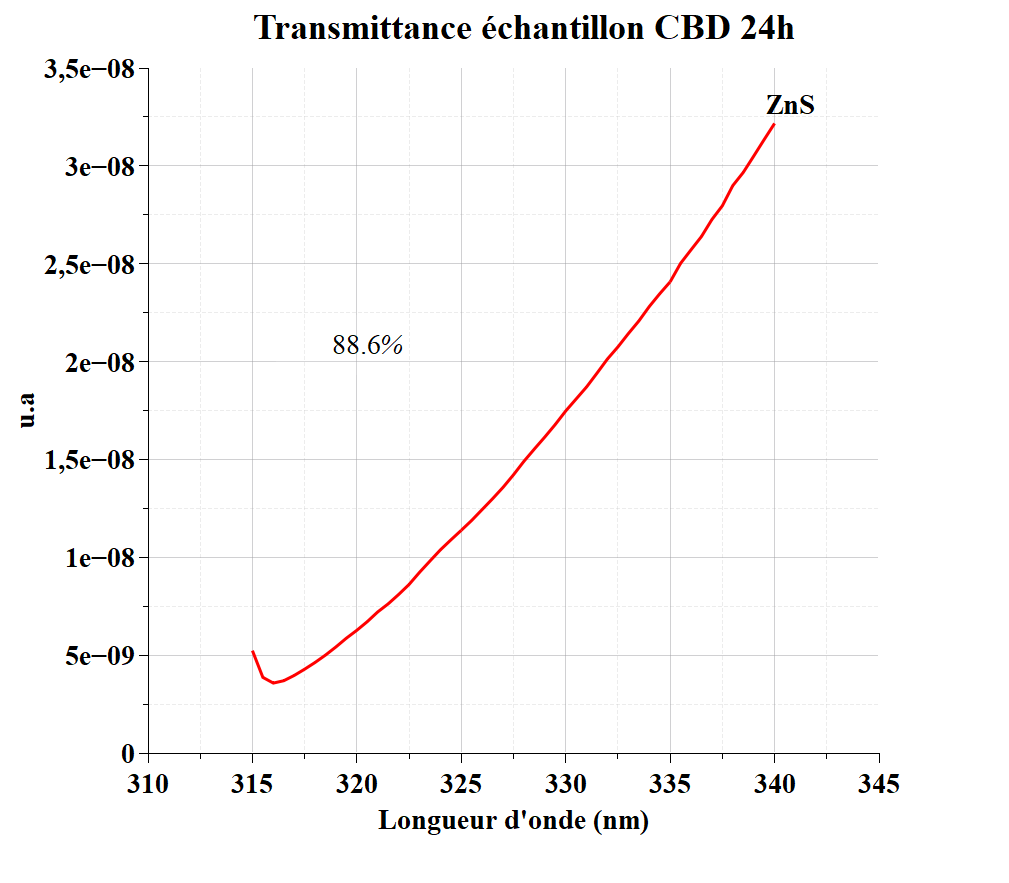 Transmittance échantillon CBD 24h
3,5e−08
ZnS
3e−08
2,5e−08
88.6%
2e−08
u.a
1,5e−08
1e−08
5e−09
0
310 315 320 325 330 335 340 345
Longueur d'onde (nm)